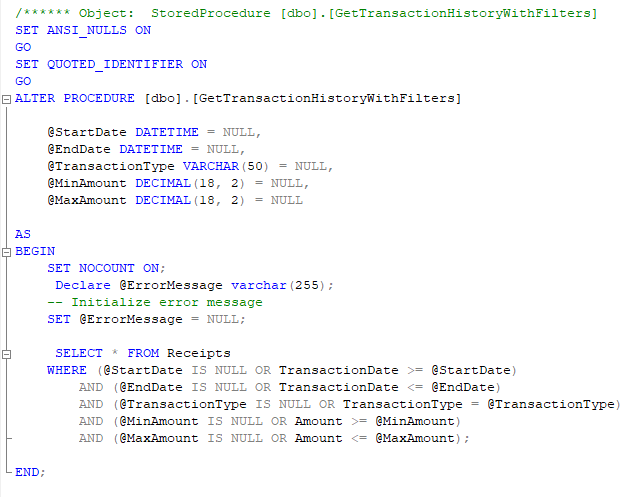 /****** Object:  StoredProcedure [dbo].[GetTransactionHistoryWithFilters]
SET ANSI_NULLS ON
GO
SET QUOTED_IDENTIFIER ON
GO
ALTER PROCEDURE [dbo].[GetTransactionHistoryWithFilters]
    @StartDate DATETIME = NULL,
    @EndDate DATETIME = NULL,
    @TransactionType VARCHAR(50) = NULL,
    @MinAmount DECIMAL(18, 2) = NULL,
    @MaxAmount DECIMAL(18, 2) = NULL
AS
BEGIN
    SET NOCOUNT ON;
     Declare @ErrorMessage varchar(255);
    -- Initialize error message
    SET @ErrorMessage = NULL;
     SELECT * FROM Receipts
    WHERE (@StartDate IS NULL OR TransactionDate >= @StartDate)
        AND (@EndDate IS NULL OR TransactionDate <= @EndDate)
        AND (@TransactionType IS NULL OR TransactionType = @TransactionType)
        AND (@MinAmount IS NULL OR Amount >= @MinAmount)
        AND (@MaxAmount IS NULL OR Amount <= @MaxAmount);
END;